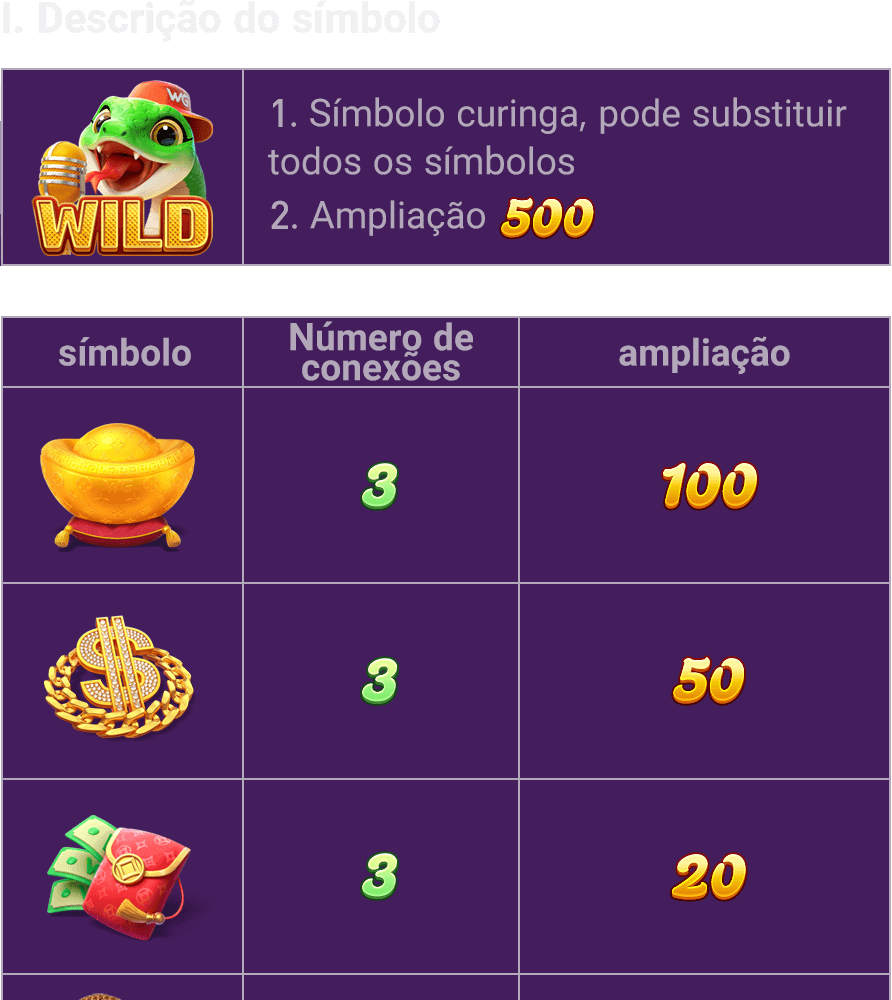 I. Descrição do símbolo
WG
WILD
1. Símbolo curinga, pode substituir
todos os símbolos
2. Ampliação 500
símbolo
Número de
conexões
ampliação
3
100
3
50
3
20